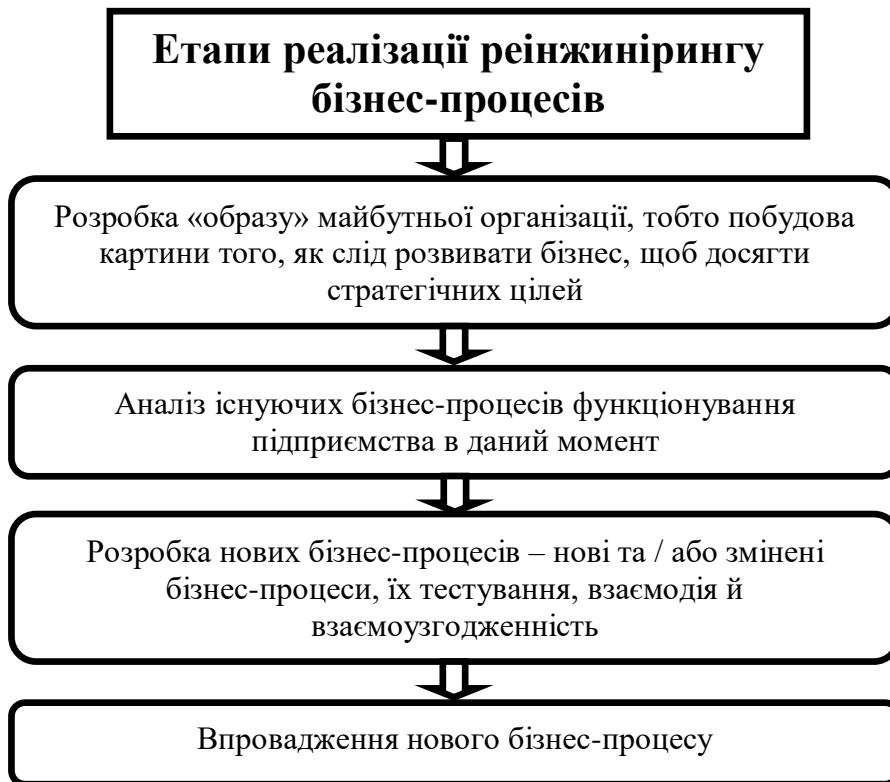 Етапи реалізації реінжинірингу
бізнес-процесів
Розробка «образу» майбутньої організації, тобто побудова
картини того, як слід розвивати бізнес, щоб досягти
стратегічних цілей
Аналіз існуючих бізнес-процесів функціонування
підприємства в даний момент
Розробка нових бізнес-процесів – нові та / або змінені
бізнес-процеси, їх тестування, взаємодія й
взаємоузгодженність
Впровадження нового бізнес-процесу